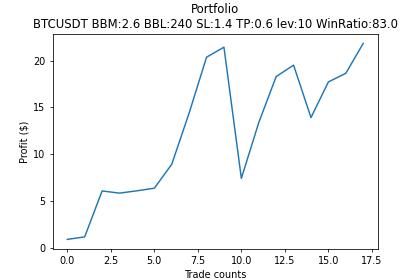 Portfolio
BTCUSDT BBM:2.6 BBL:240 SL:1.4 TP:0.6 lev:10 WinRatio:83.0
20
15
10
5
0
Profit ($)
0.0 2.5 5.0 7.5 10.0 12.5 15.0 17.5
Trade counts